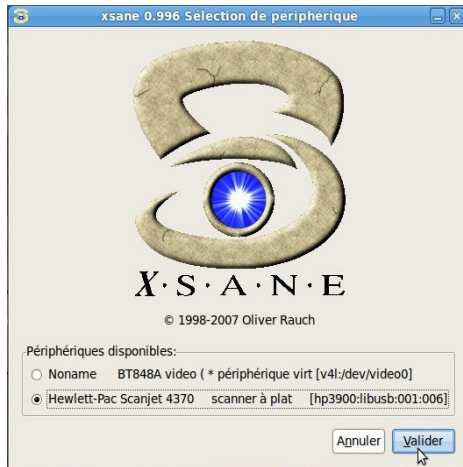 xsane 0.996 Sélection de périphérique
X·S·A·N·E
© 1998-2007 Oliver Rauch
Périphériques disponibles:
Noname BT848A video ( * périphérique virt [v4l:/dev/video0]
Hewlett-Pac Scanjet 4370 scanner à plat [hp3900:libusb:001:006]
Annuler Valider